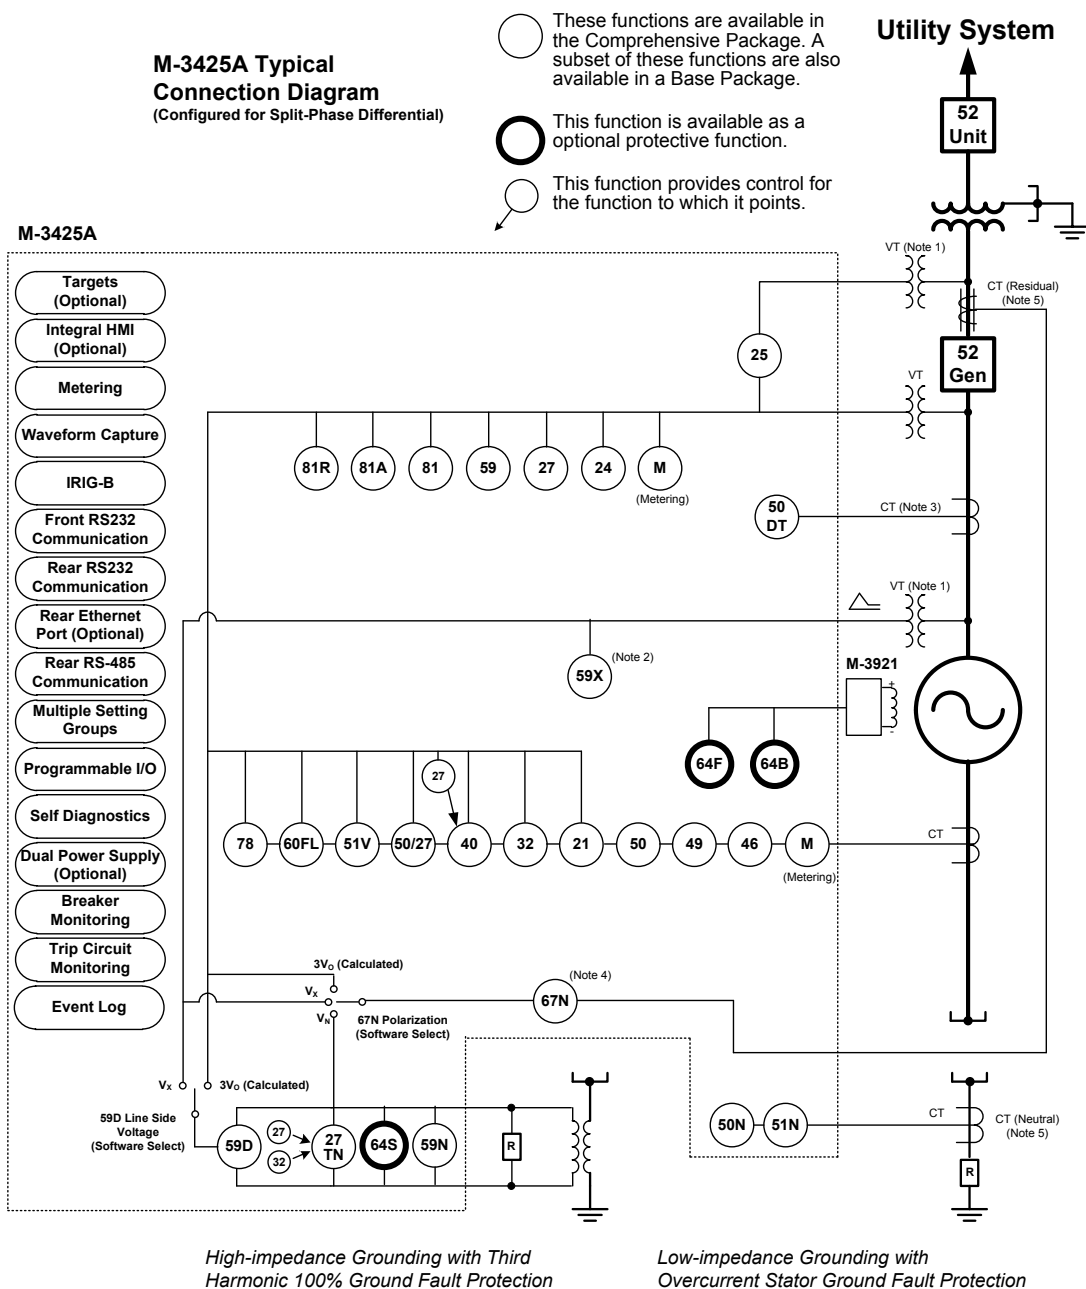 M-3425A Typical
Connection Diagram
(Configured for Split-Phase Differential)
These functions are available in
the Comprehensive Package. A
subset of these functions are also
available in a Base Package.
This function is available as a
optional protective function.
This function provides control for
the function to which it points.
Utility System
52
Unit
M-3425A
Targets
(Optional)
Integral HMI
(Optional)
Metering
Waveform Capture
IRIG-B
Front RS232
Communication
Rear RS232
Communication
Rear Ethernet
Port (Optional)
Rear RS-485
Communication
Multiple Setting
Groups
Programmable I/O
Self Diagnostics
Dual Power Supply
(Optional)
Breaker
Monitoring
Trip Circuit
Monitoring
Event Log
VT (Note 1)
CT (Residual)
(Note 5)
25
52
Gen
VT
81R
81A
81
59
27
24
M
(Metering)
50
DT
CT (Note 3)
VT (Note 1)
59X
(Note 2)
M-3921
+
-
64F
64B
27
78
60FL
51V
50/27
40
32
21
50
49
46
M
(Metering)
CT
3VO (Calculated)
VX
VN
67N Polarization
(Software Select)
67N
(Note 4)
VX
3VO (Calculated)
59D Line Side
Voltage
(Software Select)
59D
27
32
27
TN
64S
59N
R
50N
51N
CT
CT (Neutral)
(Note 5)
R
High-impedance Grounding with Third
Harmonic 100% Ground Fault Protection
Low-impedance Grounding with
Overcurrent Stator Ground Fault Protection